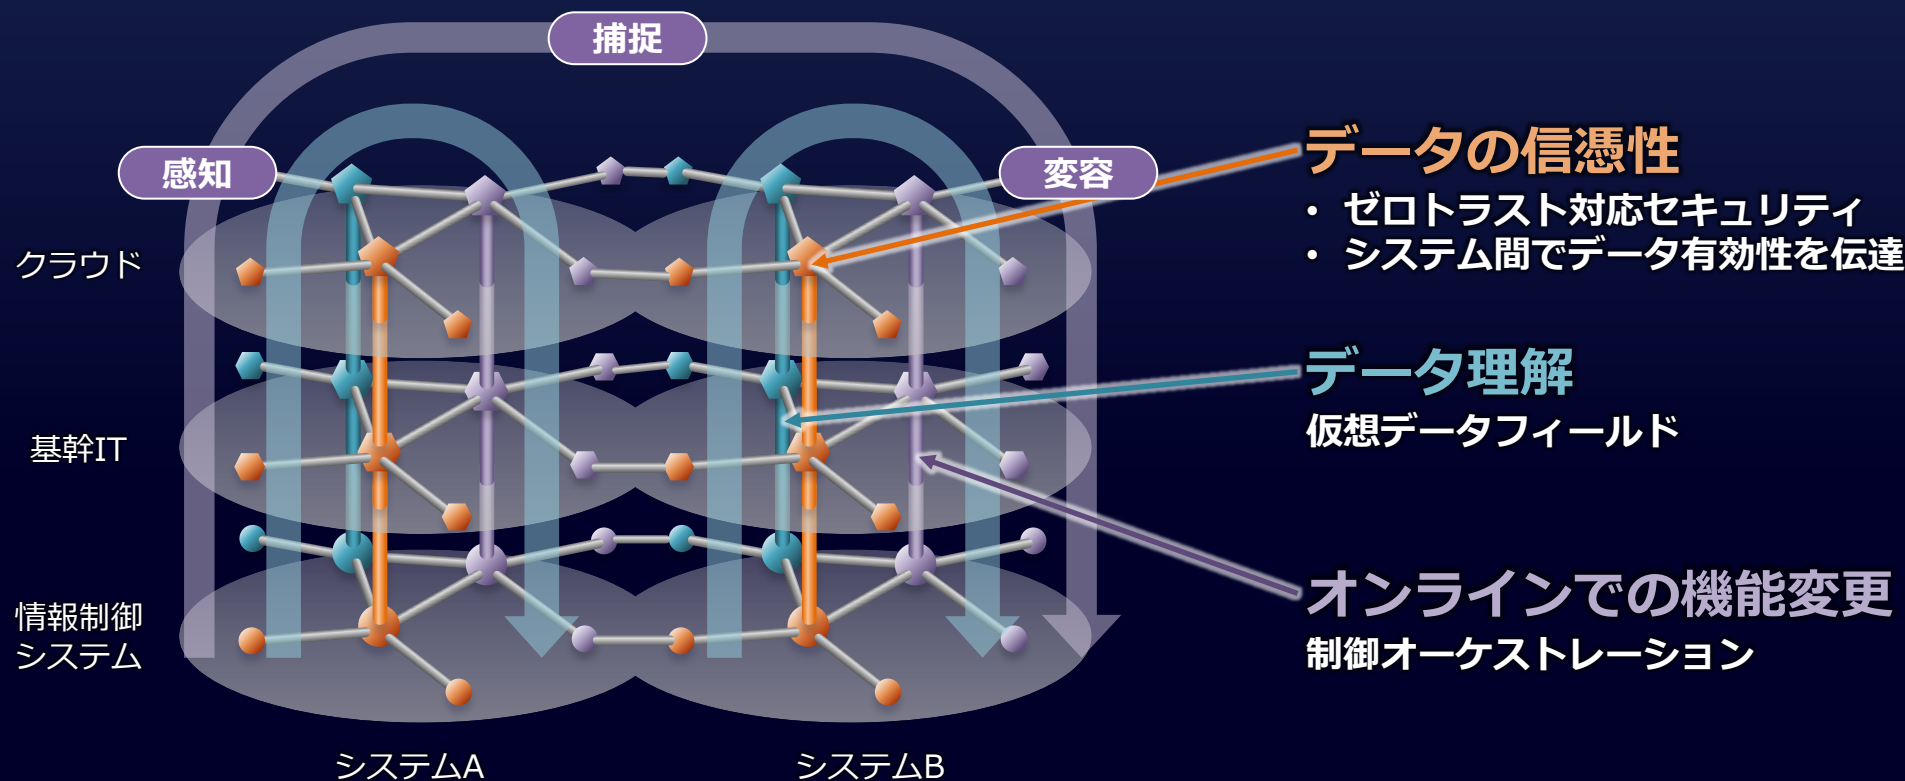 捕捉
感知
変容
クラウド
基幹IT
情報制御
システム
システムA
システムB
データの信憑性
• ゼロトラスト対応セキュリティ
• システム間でデータ有効性を伝達
データ理解
仮想データフィールド
オンラインでの機能変更
制御オーケストレーション